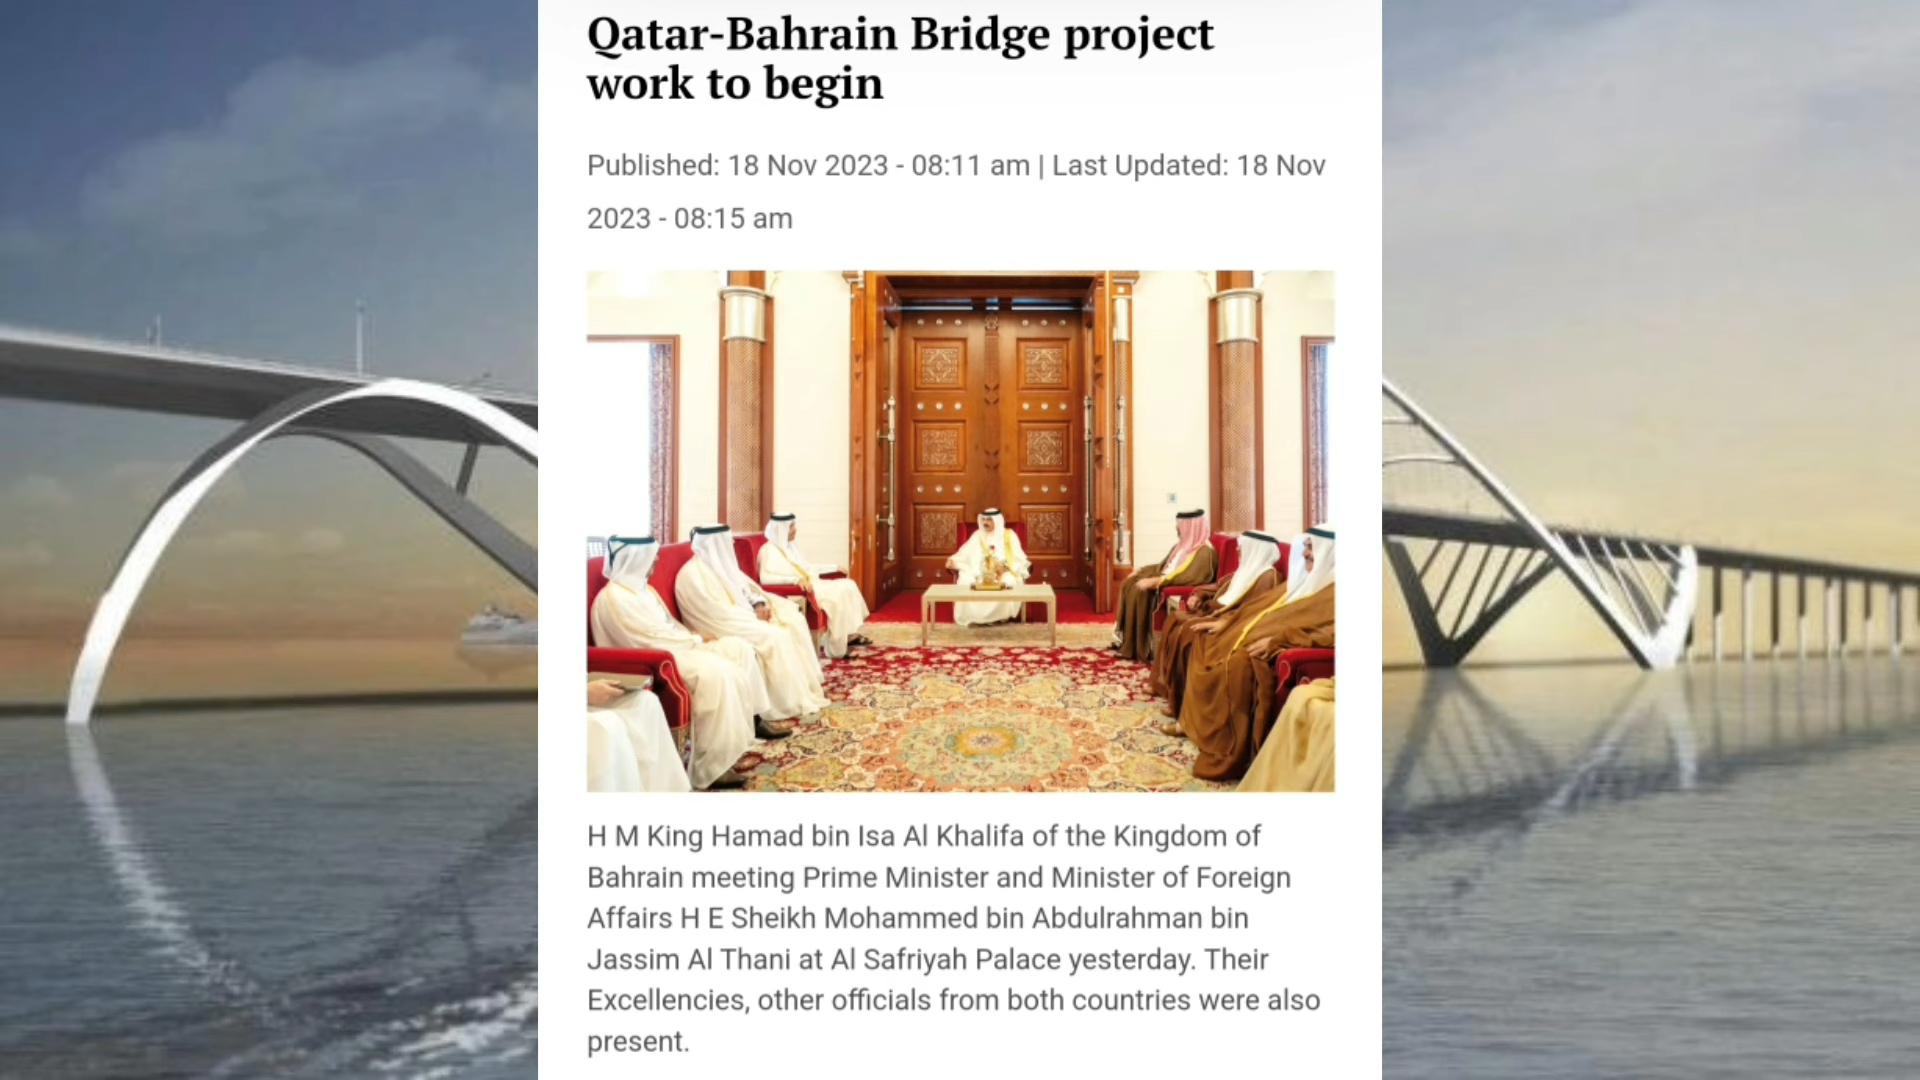 Qatar-Bahrain Bridge project
work to begin
Published: 18 Nov 2023 - 08:11 am | Last Updated: 18 Nov
2023 - 08:15 am
H M King Hamad bin Isa Al Khalifa of the Kingdom of
Bahrain meeting Prime Minister and Minister of Foreign
Affairs H E Sheikh Mohammed bin Abdulrahman bin
Jassim Al Thani at Al Safriyah Palace yesterday. Their
Excellencies, other officials from both countries were also
present.